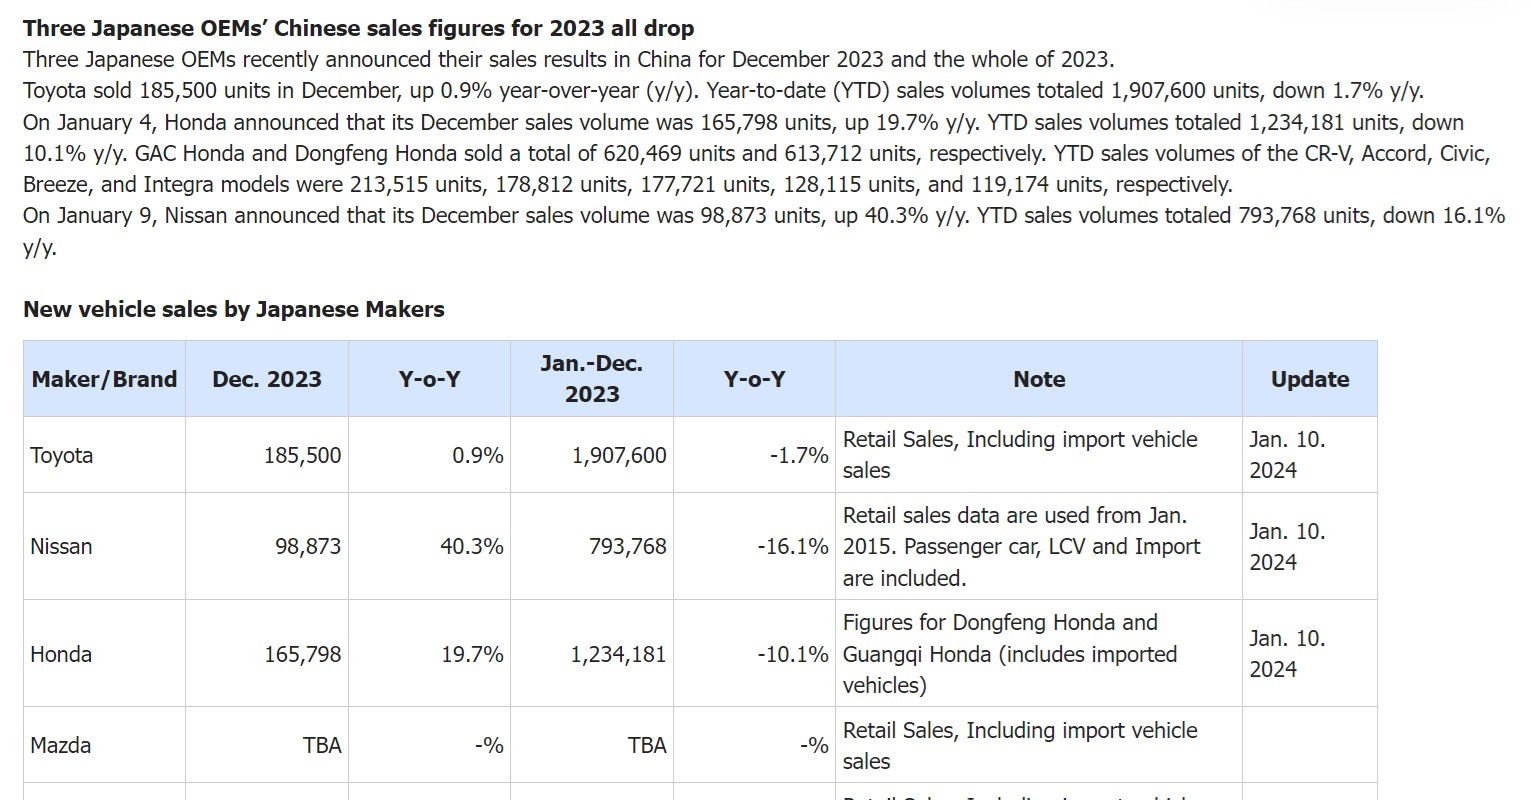 Three Japanese OEMs’ Chinese sales figures for 2023 all drop
Three Japanese OEMs recently announced their sales results in China for December 2023 and the whole of 2023.
Toyota sold 185,500 units in December, up 0.9% year-over-year (y/y). Year-to-date (YTD) sales volumes totaled 1,907,600 units, down 1.7% y/y.
On January 4, Honda announced that its December sales volume was 165,798 units, up 19.7% y/y. YTD sales volumes totaled 1,234,181 units, down
10.1% y/y. GAC Honda and Dongfeng Honda sold a total of 620,469 units and 613,712 units, respectively. YTD sales volumes of the CR-V, Accord, Civic,
Breeze, and Integra models were 213,515 units, 178,812 units, 177,721 units, 128,115 units, and 119,174 units, respectively.
On January 9, Nissan announced that its December sales volume was 98,873 units, up 40.3% y/y. YTD sales volumes totaled 793,768 units, down 16.1%
y/y.
New vehicle sales by Japanese Makers
Maker/Brand Dec. 2023 Y-o-Y Jan.-Dec. 2023 Y-o-Y Note Update
Toyota 185,500 0.9% 1,907,600 -1.7% Retail Sales, Including import vehicle sales Jan. 10. 2024
Nissan 98,873 40.3% 793,768 -16.1% Retail sales data are used from Jan. 2015. Passenger car, LCV and Import are included. Jan. 10. 2024
Honda 165,798 19.7% 1,234,181 -10.1% Figures for Dongfeng Honda and Guangqi Honda (includes imported vehicles) Jan. 10. 2024
Mazda TBA -% TBA -% Retail Sales, Including import vehicle sales